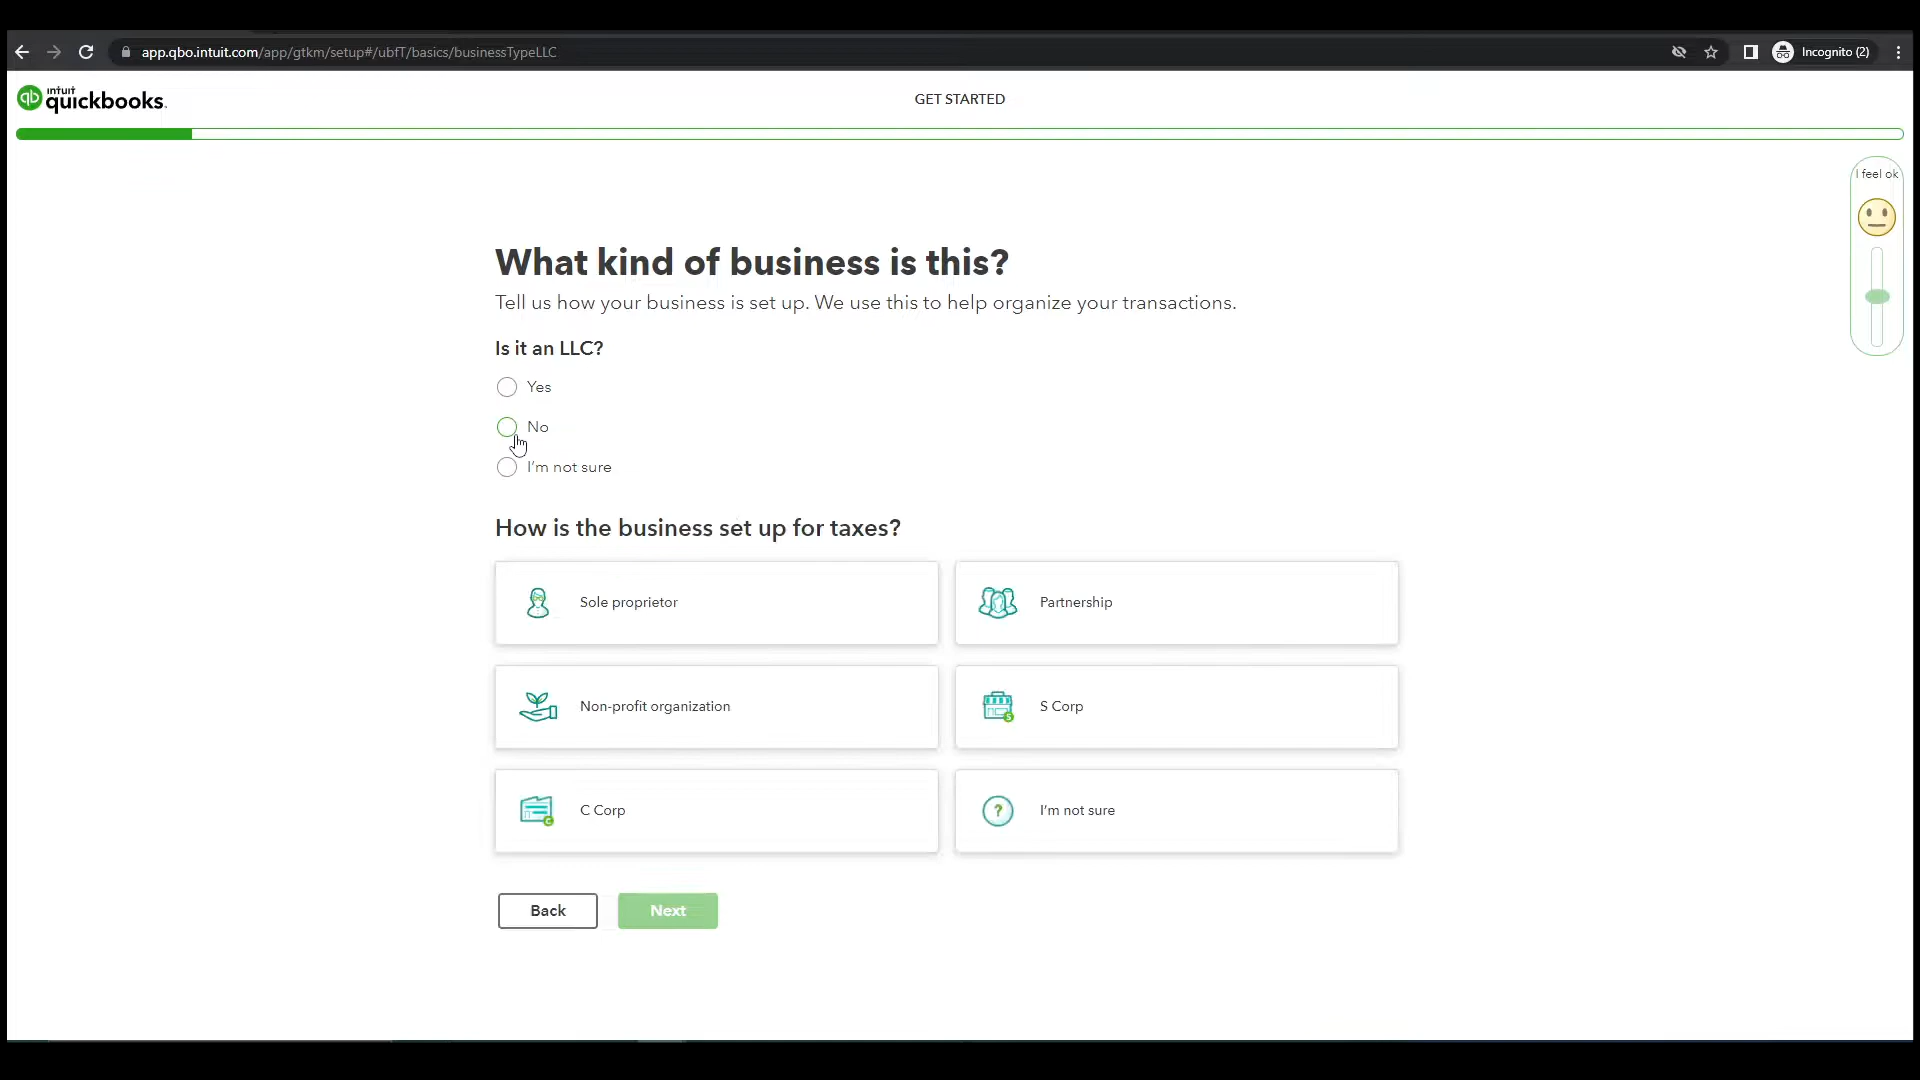 app.qbo.intuit.com/app/gtkm/setup#/ubfT/basics/businessTypeLLC
Incognito (2)
qb intuit quickbooks.
GET STARTED
I feel ok
What kind of business is this?
Tell us how your business is set up. We use this to help organize your transactions.
Is it an LLC?
Yes
No
I'm not sure
How is the business set up for taxes?
Sole proprietor
Partnership
Non-profit organization
S Corp
C Corp
I'm not sure
Back
Next